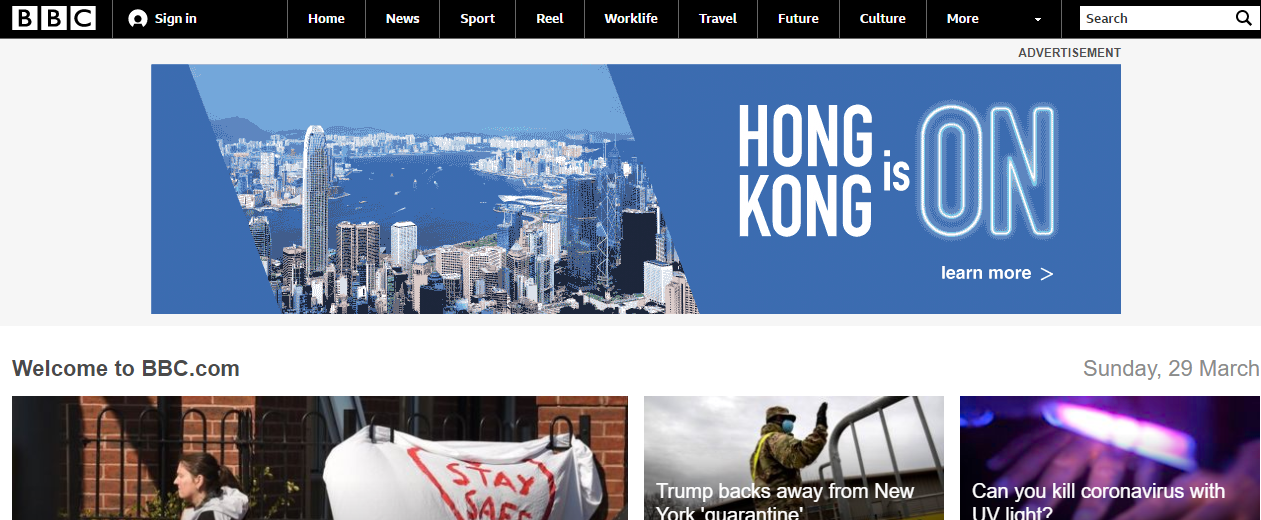 BBC Sign in Home News Sport Reel Worklife Travel Future Culture More Search
ADVERTISEMENT
HONG
KONG
is
ON
learn more >
Welcome to BBC.com
Sunday, 29 March
STAY
SAFE
Trump backs away from New
York 'quarantine'
Can you kill coronavirus with
UV light?